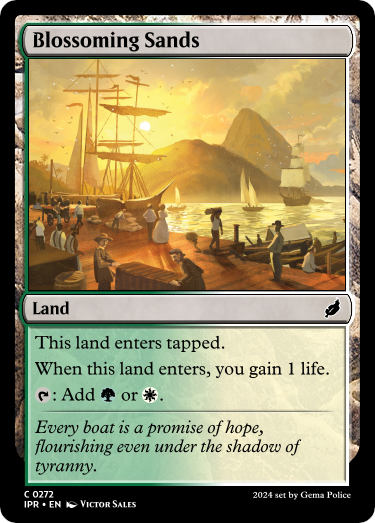 Blossoming Sands
Land
This land enters tapped.
When this land enters, you gain 1 life.
: Add or .
Every boat is a promise of hope,
flourishing even under the shadow of
tyranny.
C 0272
IPR • EN VICTOR SALES
2024 set by Gema Police